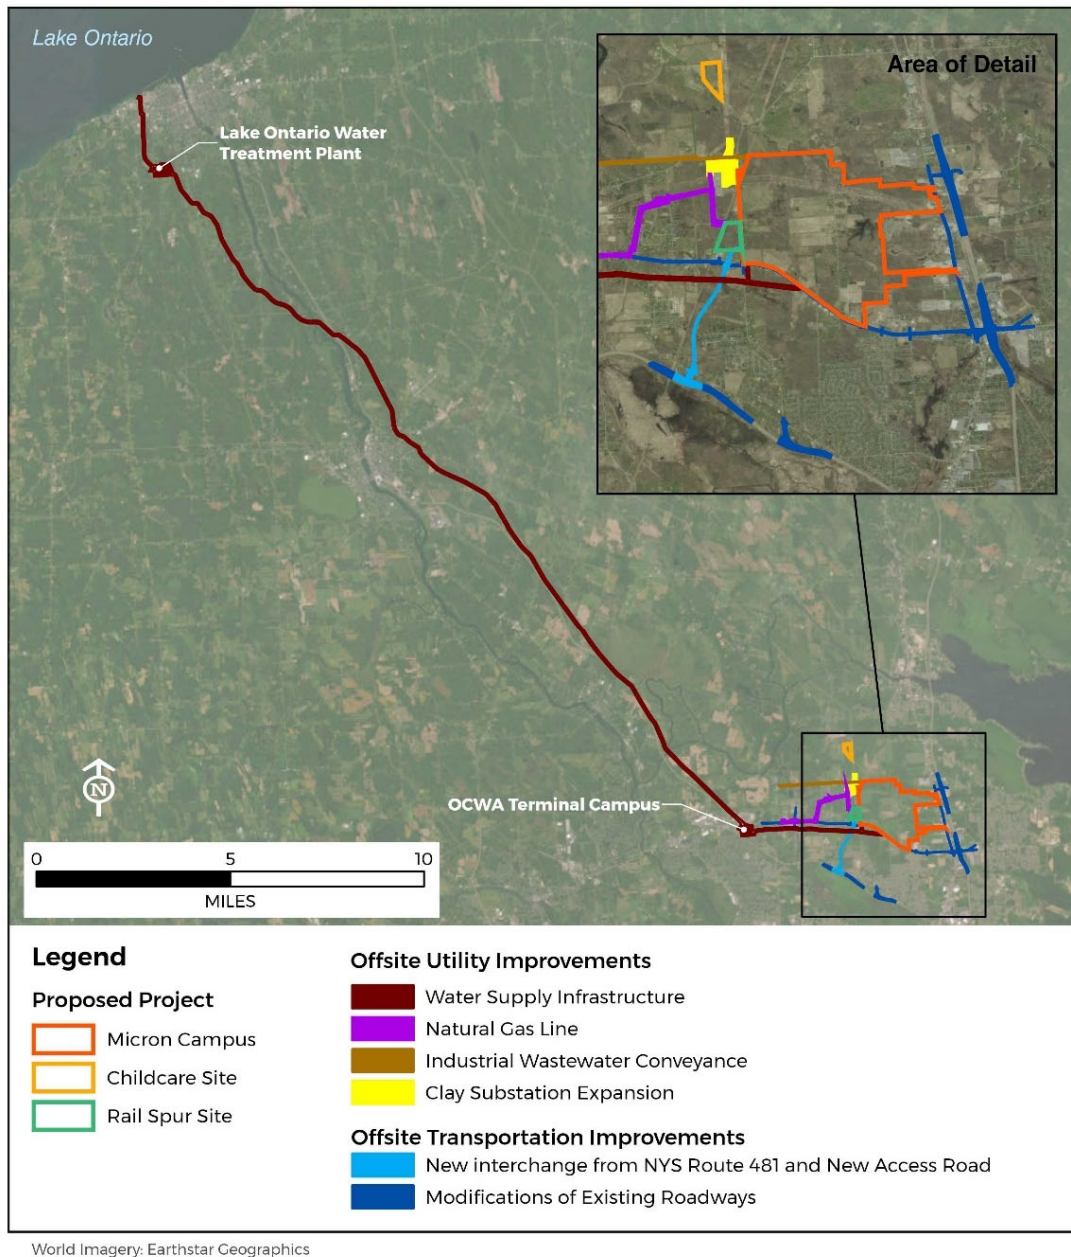 Lake Ontario
Area of Detail
Lake Ontario Water
Treatment Plant
OCWA Terminal Campus
N
0 5 10
MILES
Legend
Proposed Project
Micron Campus
Childcare Site
Rail Spur Site
Offsite Utility Improvements
Water Supply Infrastructure
Natural Gas Line
Industrial Wastewater Conveyance
Clay Substation Expansion
Offsite Transportation Improvements
New interchange from NYS Route 481 and New Access Road
Modifications of Existing Roadways
World Imagery: Earthstar Geographics